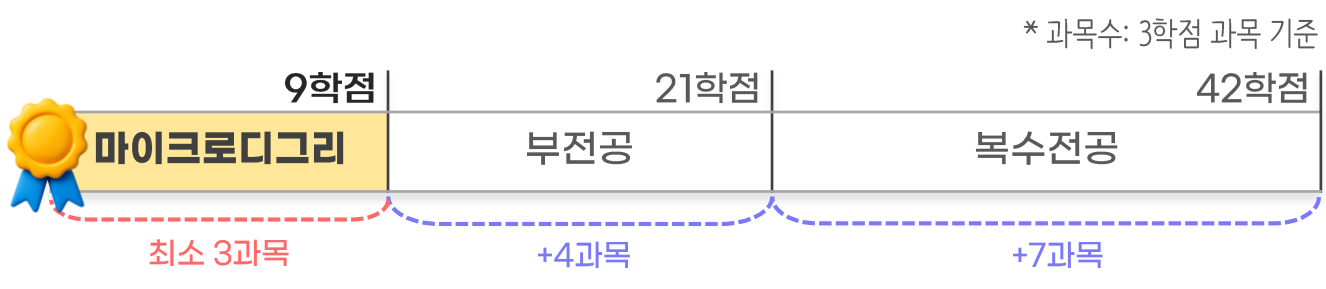 * 과목수: 3학점 과목 기준
9학점 21학점 42학점
마이크로디그리 부전공 복수전공
최소 3과목 +4과목 +7과목